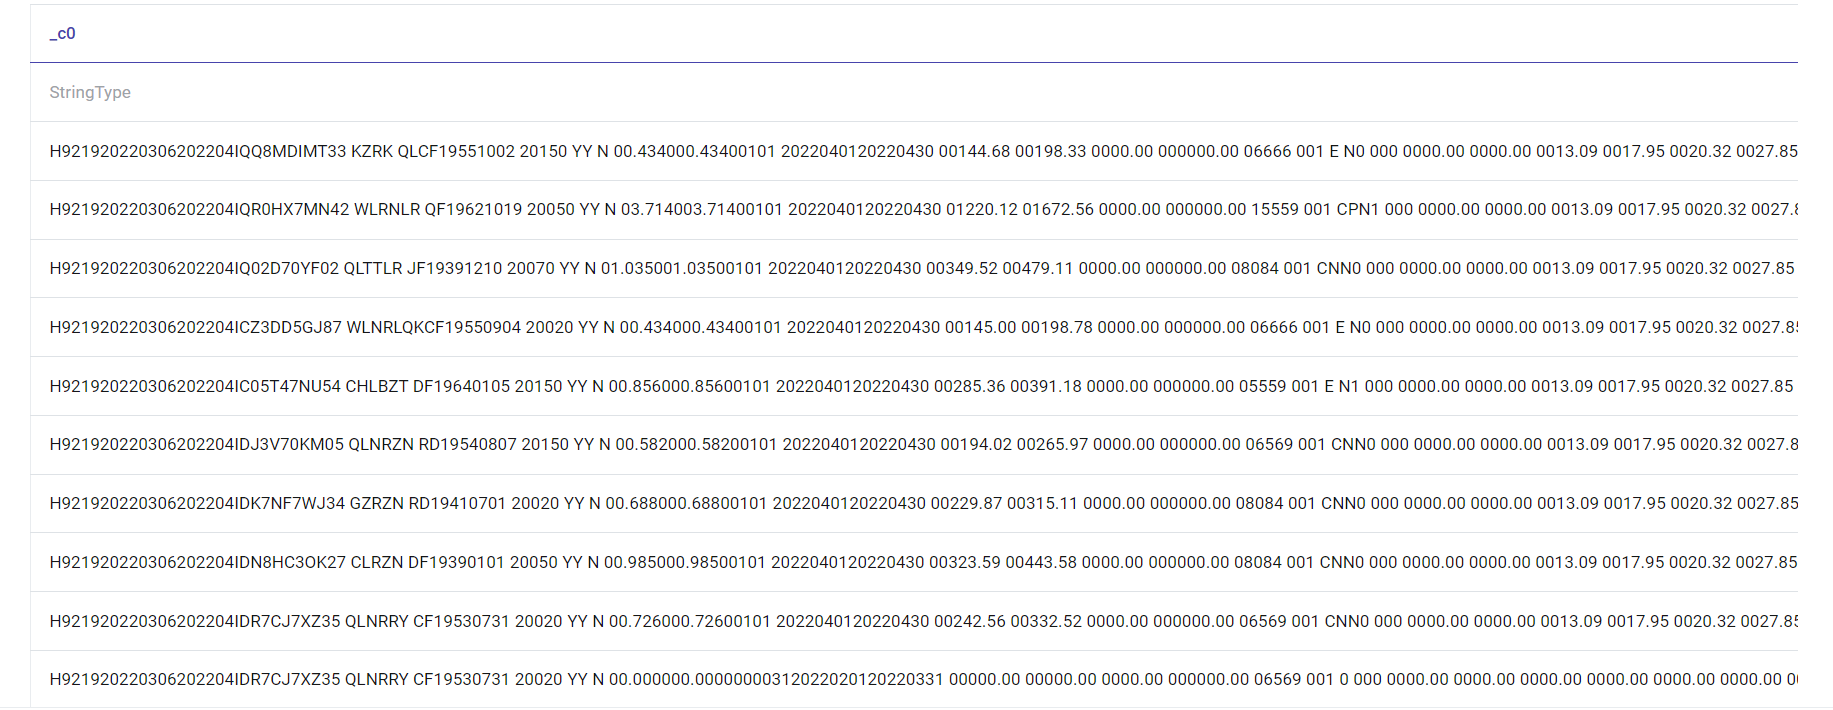 _c0
StringType
H921920220306202204IQQ8MDIMT33 KZRK QLCF19551002 20150 YY N 00.434000.43400101 2022040120220430 00144.68 00198.33 0000.00 000000.00 06666 001 E N0 000 0000.00 0000.00 0013.09 0017.95 0020.32 0027.85
H921920220306202204IQR0HX7MN42 WLRNLR QF19621019 20050 YY N 03.714003.71400101 2022040120220430 01220.12 01672.56 0000.00 000000.00 15559 001 CPN1 000 0000.00 0000.00 0013.09 0017.95 0020.32 0027.8
H921920220306202204IQ02D70YF02 QLTTLR JF19391210 20070 YY N 01.035001.03500101 2022040120220430 00349.52 00479.11 0000.00 000000.00 08084 001 CNN0 000 0000.00 0000.00 0013.09 0017.95 0020.32 0027.85
H921920220306202204ICZ3DD5GJ87 WLNRLQKCF19550904 20020 YY N 00.434000.43400101 2022040120220430 00145.00 00198.78 0000.00 000000.00 06666 001 E N0 000 0000.00 0000.00 0013.09 0017.95 0020.32 0027.85
H921920220306202204IC05T47NU54 CHLBZT DF19640105 20150 YY N 00.856000.85600101 2022040120220430 00285.36 00391.18 0000.00 000000.00 05559 001 E N1 000 0000.00 0000.00 0013.09 0017.95 0020.32 0027.85
H921920220306202204IDJ3V70KM05 QLNRZN RD19540807 20150 YY N 00.582000.58200101 2022040120220430 00194.02 00265.97 0000.00 000000.00 06569 001 CNN0 000 0000.00 0000.00 0013.09 0017.95 0020.32 0027.8
H921920220306202204IDK7NF7WJ34 GZRZN RD19410701 20020 YY N 00.688000.68800101 2022040120220430 00229.87 00315.11 0000.00 000000.00 08084 001 CNN0 000 0000.00 0000.00 0013.09 0017.95 0020.32 0027.85
H921920220306202204IDN8HC3OK27 CLRZN DF19390101 20050 YY N 00.985000.98500101 2022040120220430 00323.59 00443.58 0000.00 000000.00 08084 001 CNN0 000 0000.00 0000.00 0013.09 0017.95 0020.32 0027.85
H921920220306202204IDR7CJ7XZ35 QLNRRY CF19530731 20020 YY N 00.726000.72600101 2022040120220430 00242.56 00332.52 0000.00 000000.00 06569 001 CNN0 000 0000.00 0000.00 0013.09 0017.95 0020.32 0027.85
H921920220306202204IDR7CJ7XZ35 QLNRRY CF19530731 20020 YY N 00.000000.00000000312022020120220331 00000.00 00000.00 0000.00 000000.00 06569 001 0 000 0000.00 0000.00 0000.00 0000.00 0000.00 0000.00 0